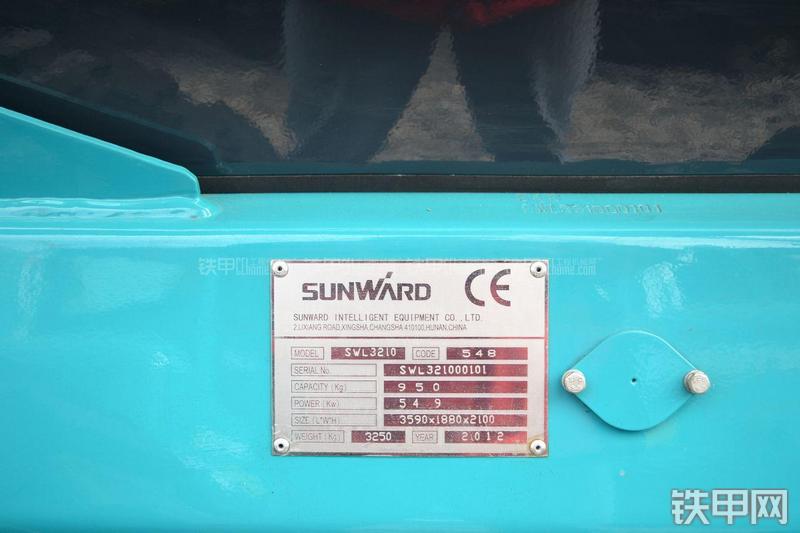 SUNWARD CE
SUNWARD INTELLIGENT EQUIPMENT CO.,LTD.
2.LIXIANG ROAD,XINGSHA,CHANGSHA 410100,HUNAN,CHINA
MODEL SWL3210 CODE 548
SERIAL No. SWL321000101
CAPACITY (Kg) 950
POWER (Kw) 54 9
SIZE (L*W*H) 3590x1880x2100
WEIGHT(Kg) 3250 YEAR 2012
铁甲网